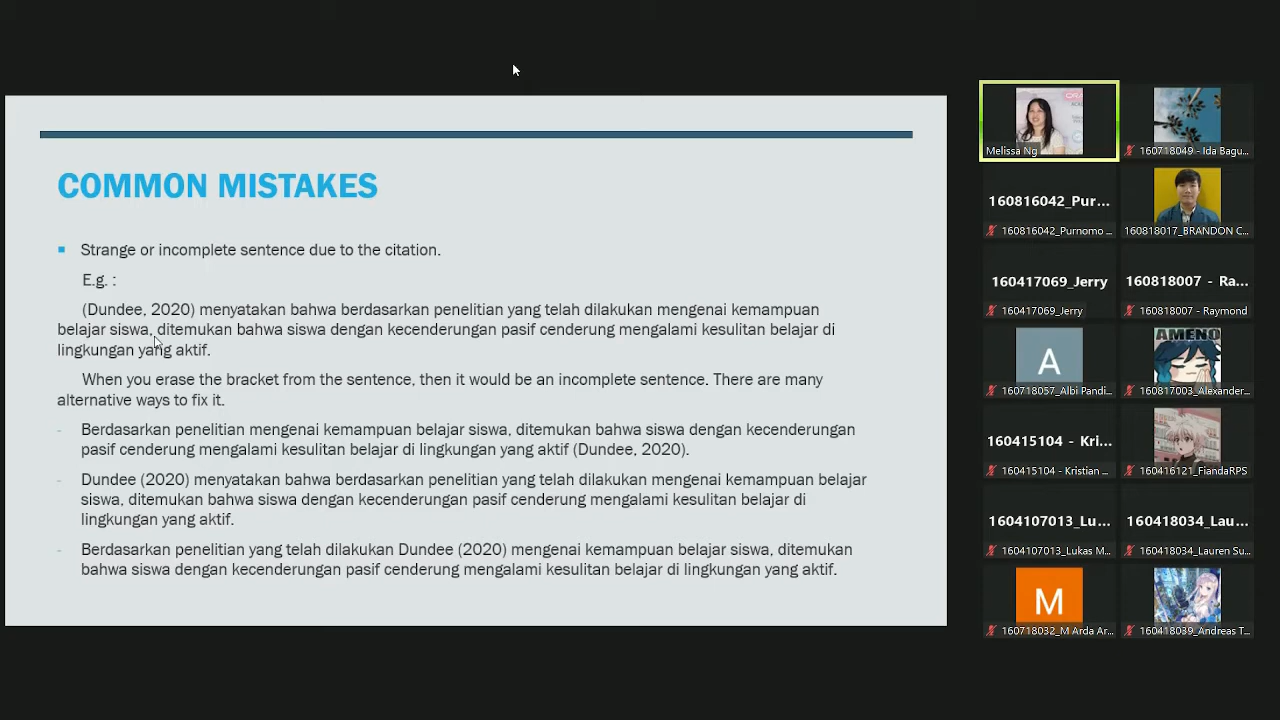 COMMON MISTAKES
Strange or incomplete sentence due to the citation.
E.g. :
(Dundee, 2020) menyatakan bahwa berdasarkan penelitian yang telah dilakukan mengenai kemampuan
belajar siswa, ditemukan bahwa siswa dengan kecenderungan pasif cenderung mengalami kesulitan belajar di
lingkungan yang aktif.
When you erase the bracket from the sentence, then it would be an incomplete sentence. There are many
alternative ways to fix it.
- Berdasarkan penelitian mengenai kemampuan belajar siswa, ditemukan bahwa siswa dengan kecenderungan
pasif cenderung mengalami kesulitan belajar di lingkungan yang aktif (Dundee, 2020).
- Dundee (2020) menyatakan bahwa berdasarkan penelitian yang telah dilakukan mengenai kemampuan belajar
siswa, ditemukan bahwa siswa dengan kecenderungan pasif cenderung mengalami kesulitan belajar di
lingkungan yang aktif.
- Berdasarkan penelitian yang telah dilakukan Dundee (2020) mengenai kemampuan belajar siswa, ditemukan
bahwa siswa dengan kecenderungan pasif cenderung mengalami kesulitan belajar di lingkungan yang aktif.
Melissa Ng
160718049 - Ida Bagu...
160816042_Pur...
160816042_Purnomo ...
160818017_BRANDON C...
160417069_Jerry
160417069_Jerry
160818007 - Ra...
160818007 - Raymond
A
160718057_Albi Pandi...
AMENO
160817003_Alexander...
160415104 - Kri...
160415104 - Kristian ...
160416121_FiandaRPS
1604107013_Lu...
1604107013_Lukas M...
160418034_Lau...
160418034_Lauren Su...
M
160718032_M Arda Ar...
160418039_Andreas T...